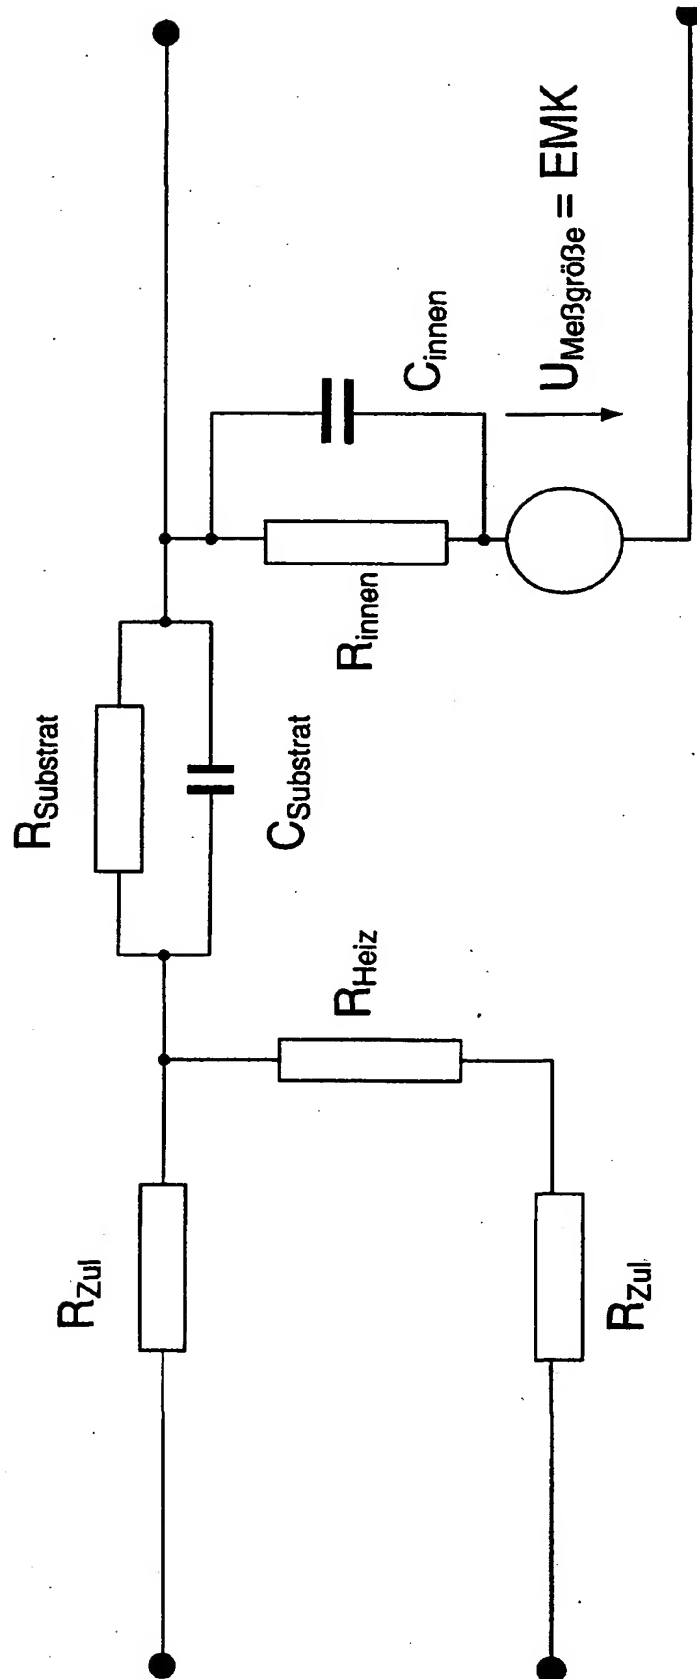 R_Zul
R_Substrat
C_Substrat
R_Heiz
R_Zul
R_innen
C_innen
U_Meßgröße = EMK